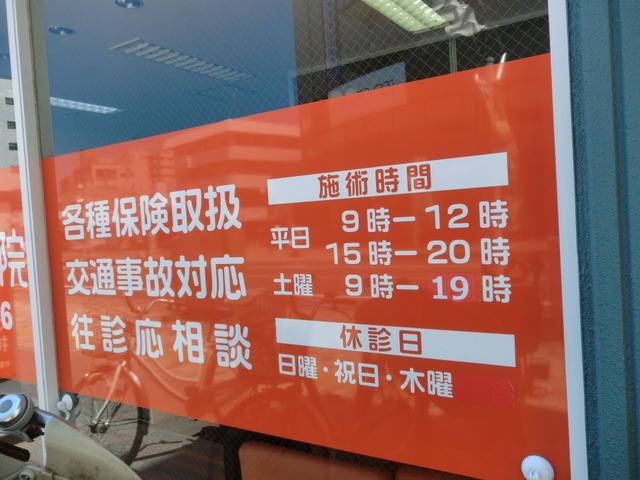 各種保険取扱
交通事故対応
往診応相談
施術時間
平日 9時ー12時
15時ー20時
土曜 9時ー19時
休診日
日曜・祝日・木曜
院
6